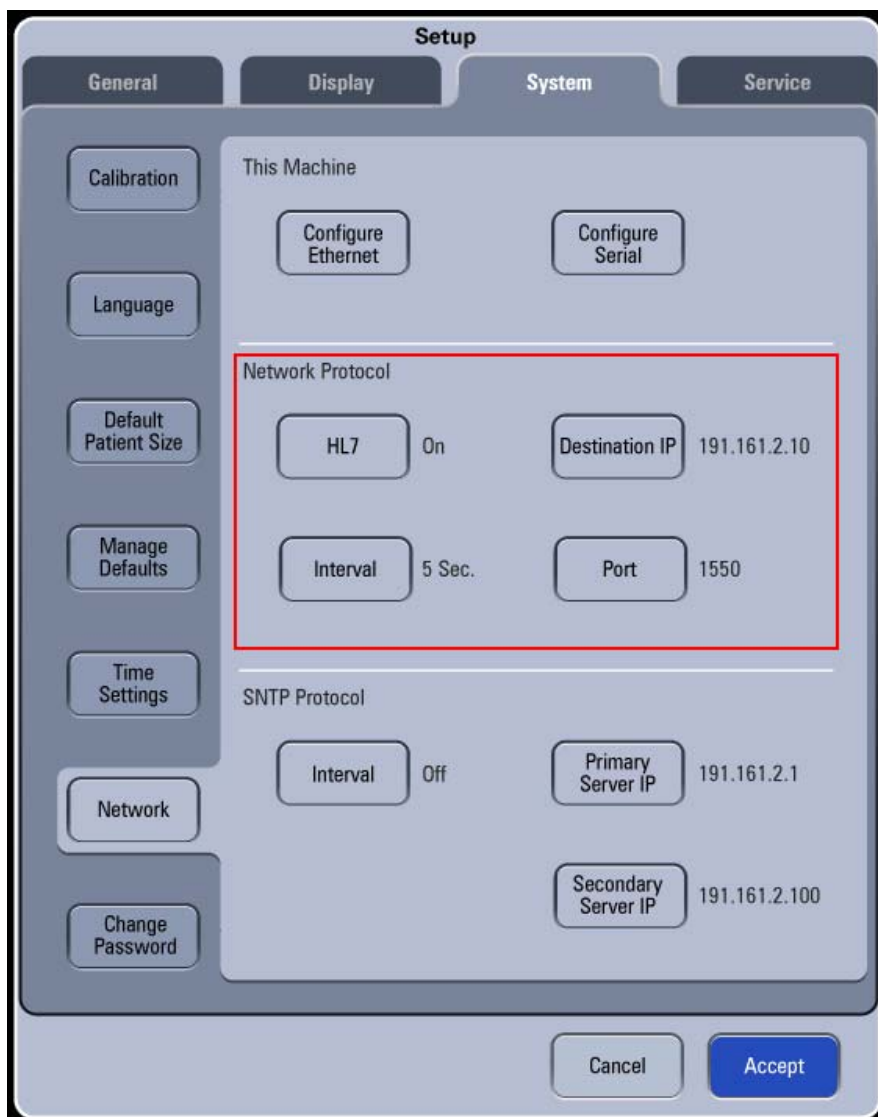 Setup
General
Display
System
Service
Calibration
Language
Default
Patient Size
Manage
Defaults
Time
Settings
Network
Change
Password
This Machine
Configure
Ethernet
Configure
Serial
Network Protocol
HL7
On
Destination IP
191.161.2.10
Interval
5 Sec.
Port
1550
SNTP Protocol
Interval
Off
Primary
Server IP
191.161.2.1
Secondary
Server IP
191.161.2.100
Cancel
Accept